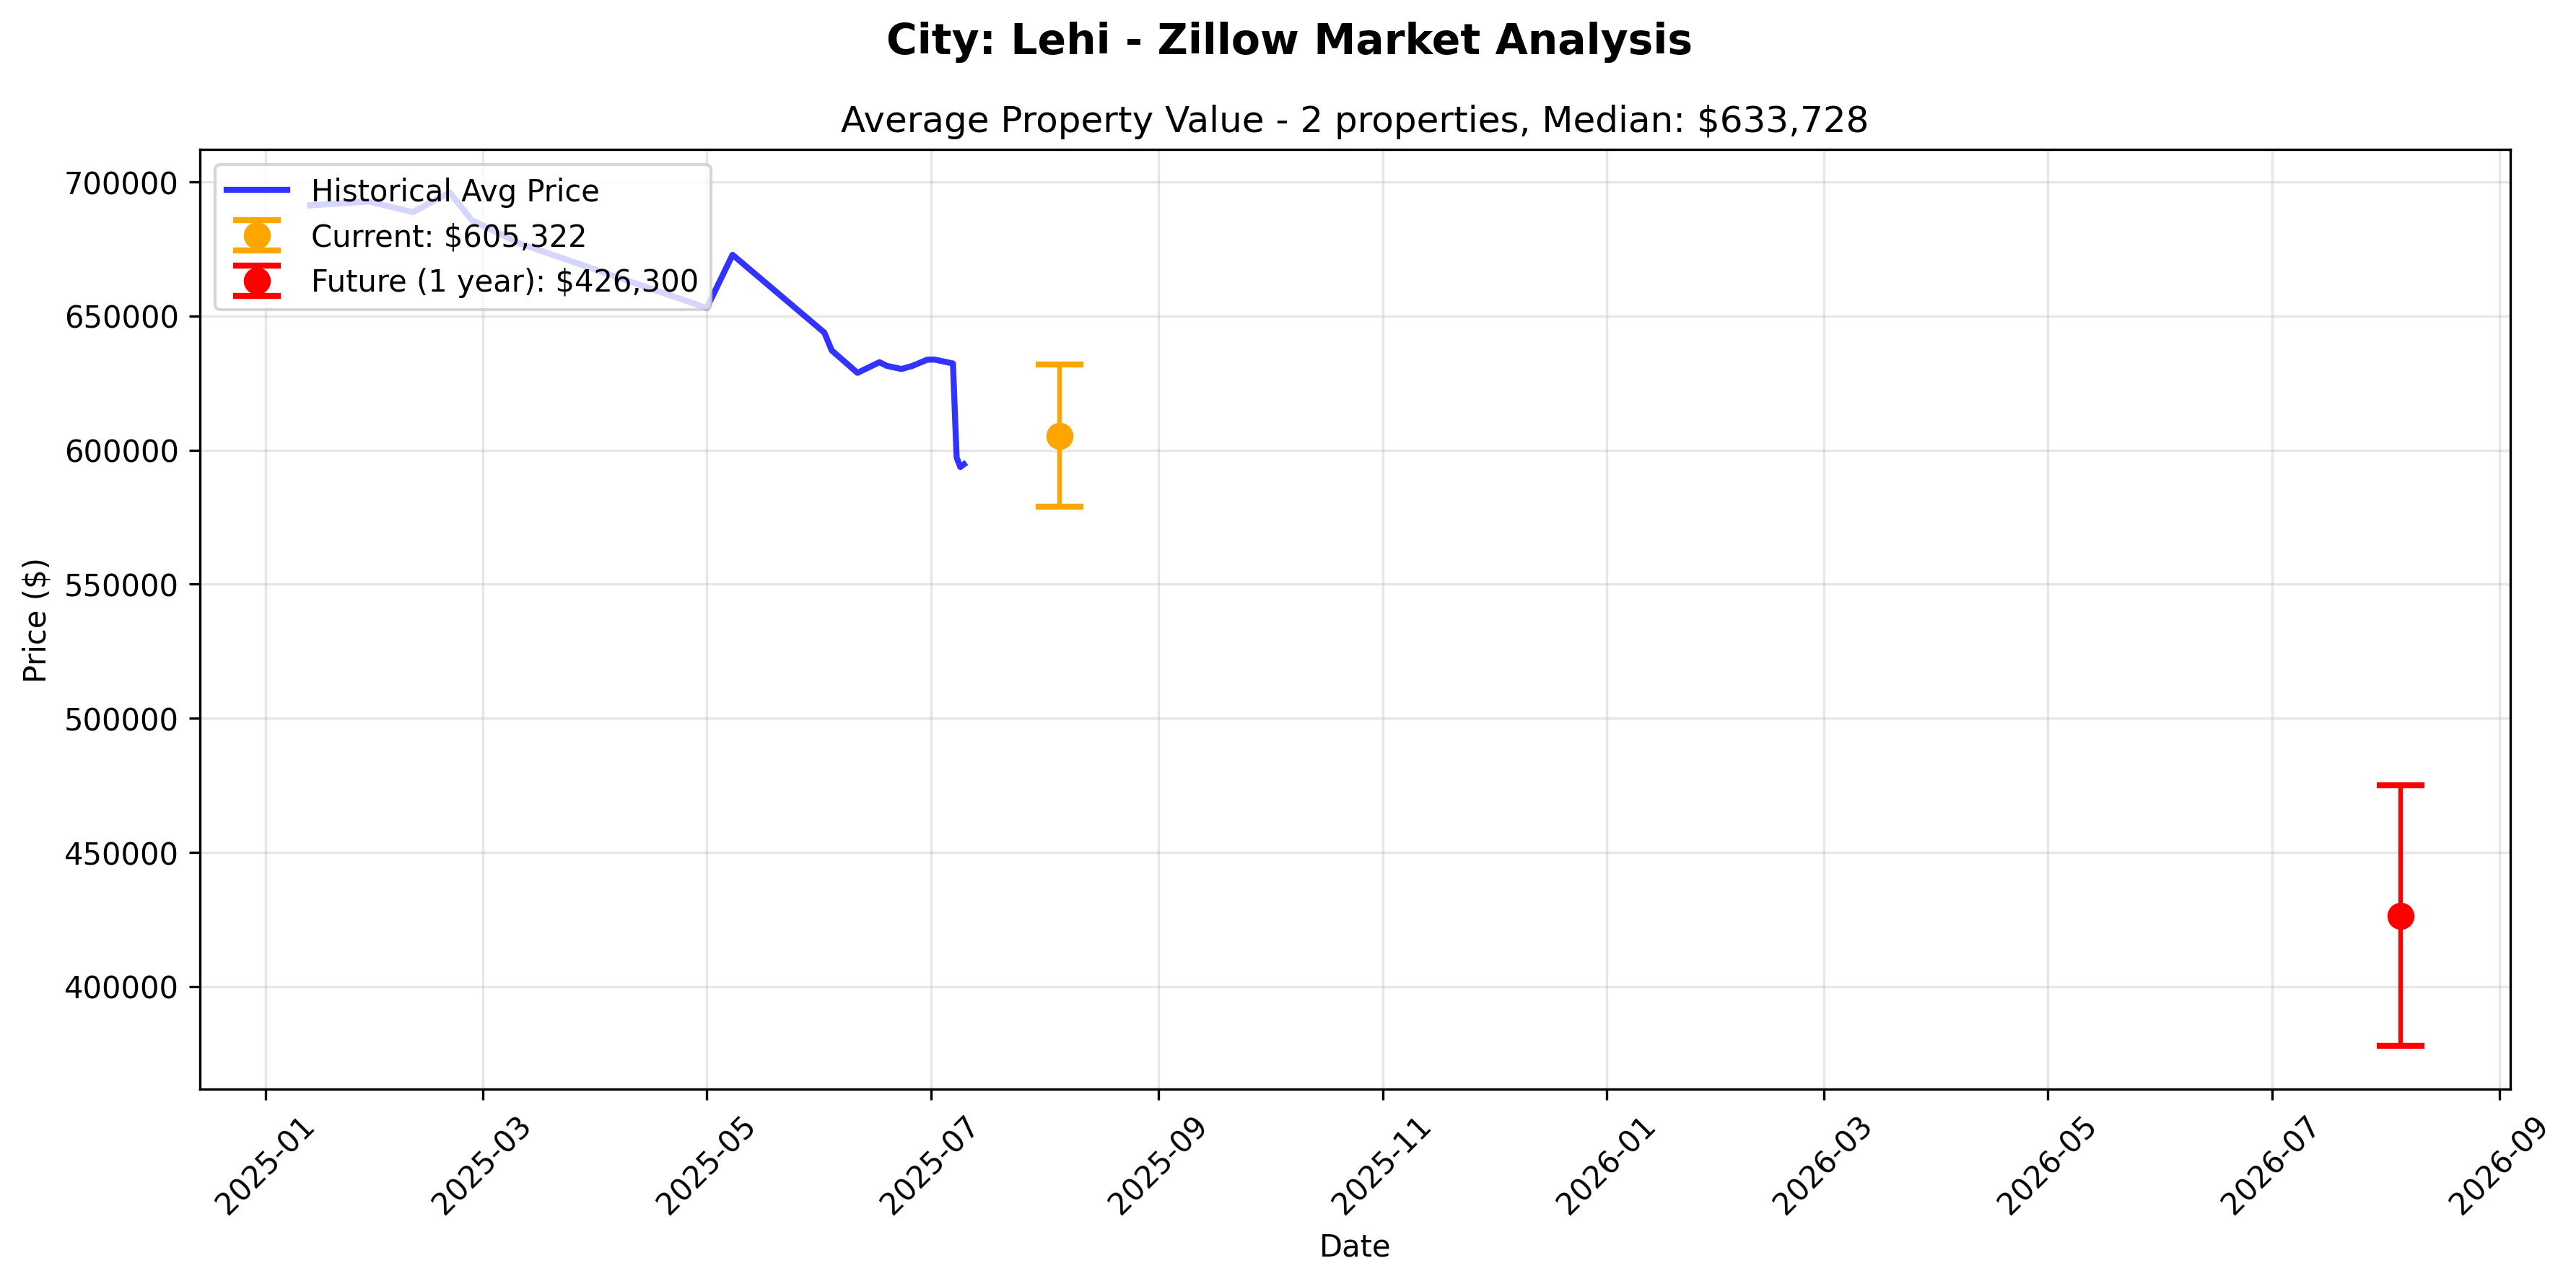 City: Lehi - Zillow Market Analysis
Average Property Value - 2 properties, Median: $633,728
Historical Avg Price
Current: $605,322
Future (1 year): $426,300
Price ($)
700000
650000
600000
550000
500000
450000
400000
2025-01
2025-03
2025-05
2025-07
2025-09
2025-11
2026-01
2026-03
2026-05
2026-07
2026-09
Date